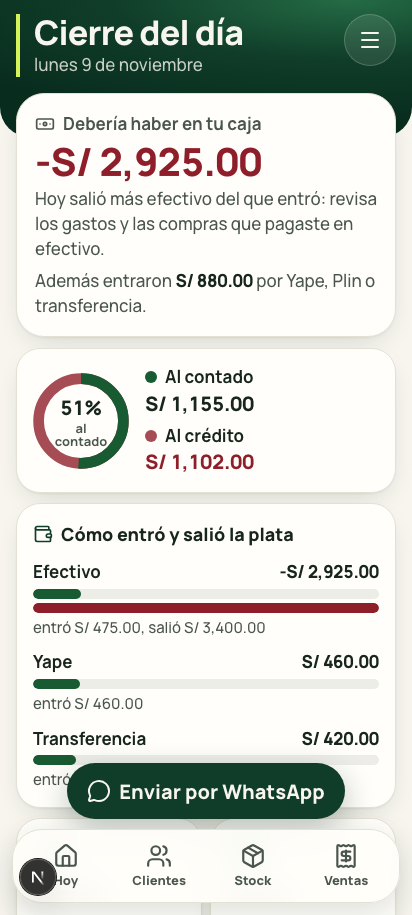 Cierre del día
lunes 9 de noviembre
Debería haber en tu caja
-S/ 2,925.00
Hoy salió más efectivo del que entró: revisa
los gastos y las compras que pagaste en
efectivo.
Además entraron S/ 880.00 por Yape, Plin o
transferencia.
51%
al
contado
Al contado
S/ 1,155.00
Al crédito
S/ 1,102.00
Cómo entró y salió la plata
Efectivo -S/ 2,925.00
entró S/ 475.00, salió S/ 3,400.00
Yape S/ 460.00
entró S/ 460.00
Transferencia S/ 420.00
entró
Enviar por WhatsApp
N
Hoy Clientes Stock Ventas